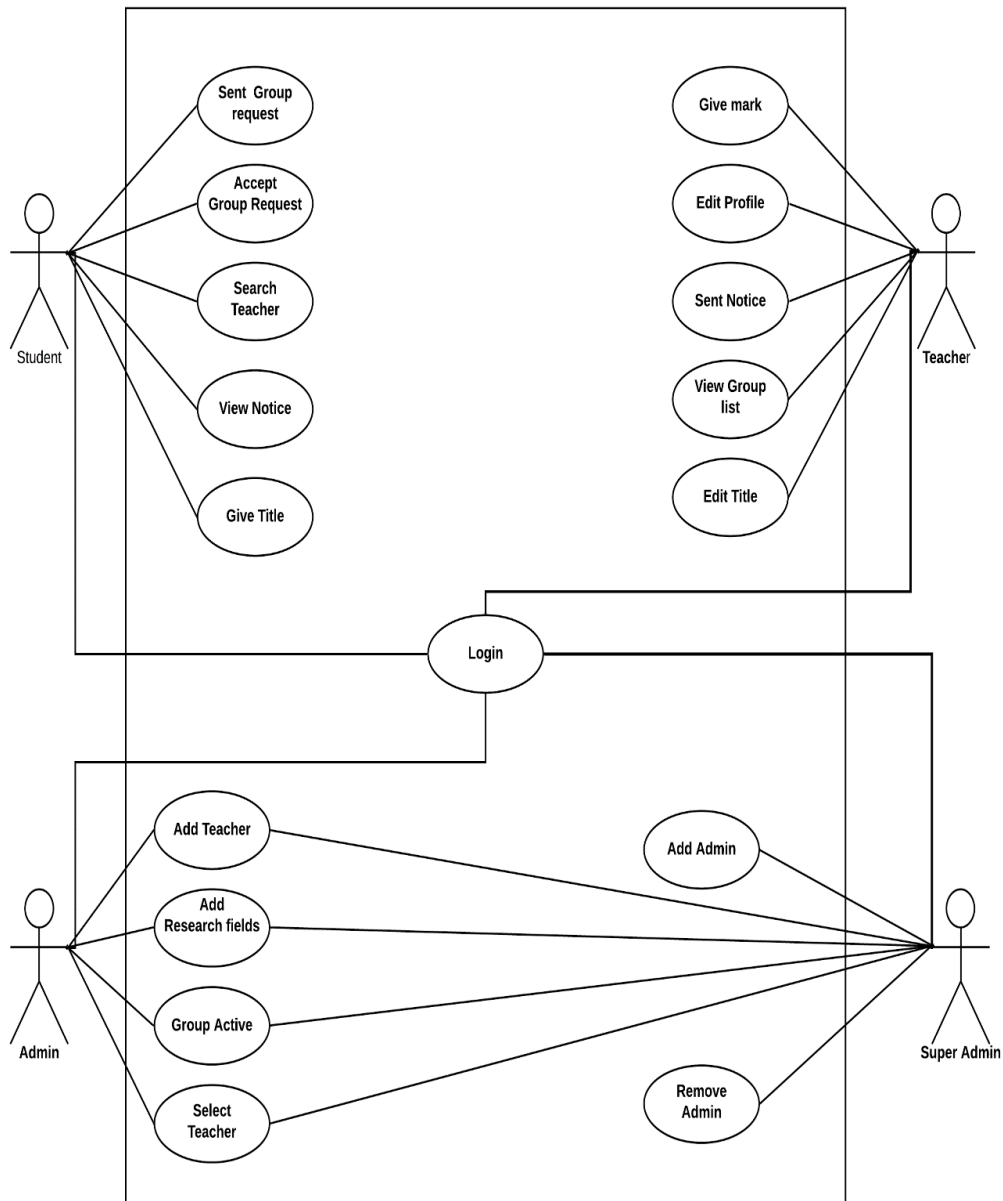 Sent Group
request
Give mark
Accept
Group Request
Edit Profile
Search
Teacher
Sent Notice
Student
Teacher
View Notice
View Group
list
Give Title
Edit Title
Login
Add Teacher
Add Admin
Add
Research fields
Group Active
Admin
Super Admin
Select
Teacher
Remove
Admin